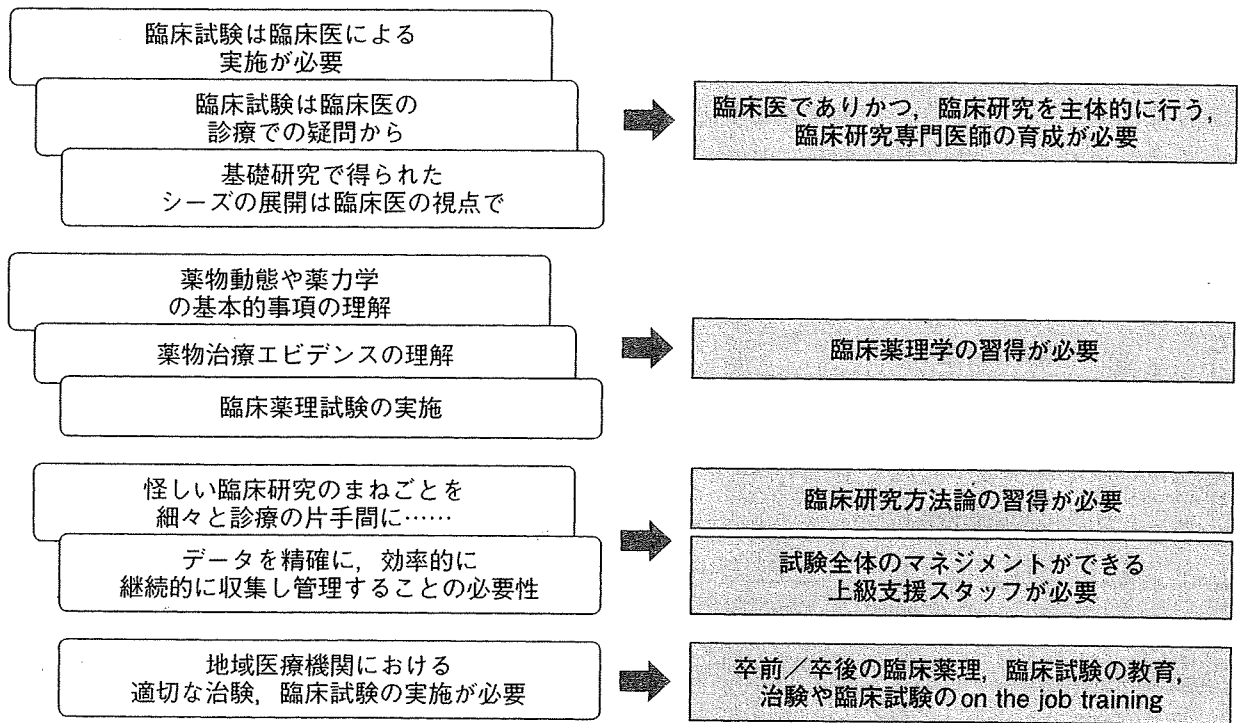 臨床試験は臨床医による
実施が必要
臨床試験は臨床医の
診療での疑問から
基礎研究で得られた
シーズの展開は臨床医の視点で
臨床医でありかつ，臨床研究を主体的に行う，
臨床研究専門医師の育成が必要
薬物動態や薬力学
の基本的事項の理解
薬物治療エビデンスの理解
臨床薬理試験の実施
臨床薬理学の習得が必要
怪しい臨床研究のまねごとを
細々と診療の片手間に……
データを精確に，効率的に
継続的に収集し管理することの必要性
臨床研究方法論の習得が必要
試験全体のマネジメントができる
上級支援スタッフが必要
地域医療機関における
適切な治験，臨床試験の実施が必要
卒前／卒後の臨床薬理，臨床試験の教育，
治験や臨床試験のon the job training